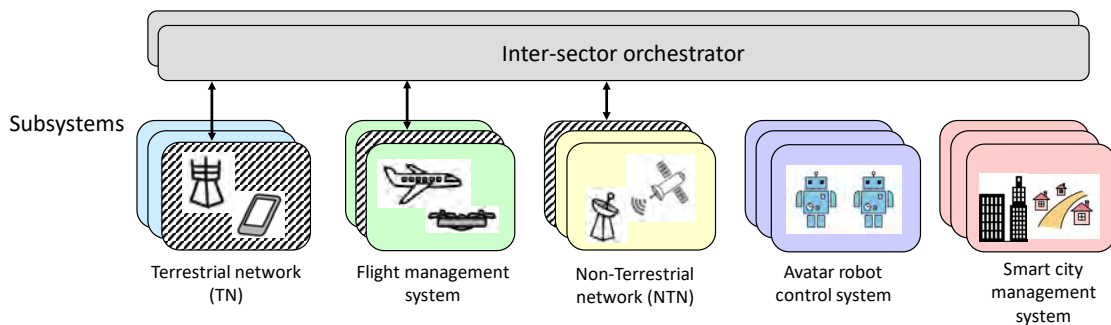 Inter-sector orchestrator
Subsystems
Terrestrial network
(TN)
Flight management
system
Non-Terrestrial
network (NTN)
Avatar robot
control system
Smart city
management
system